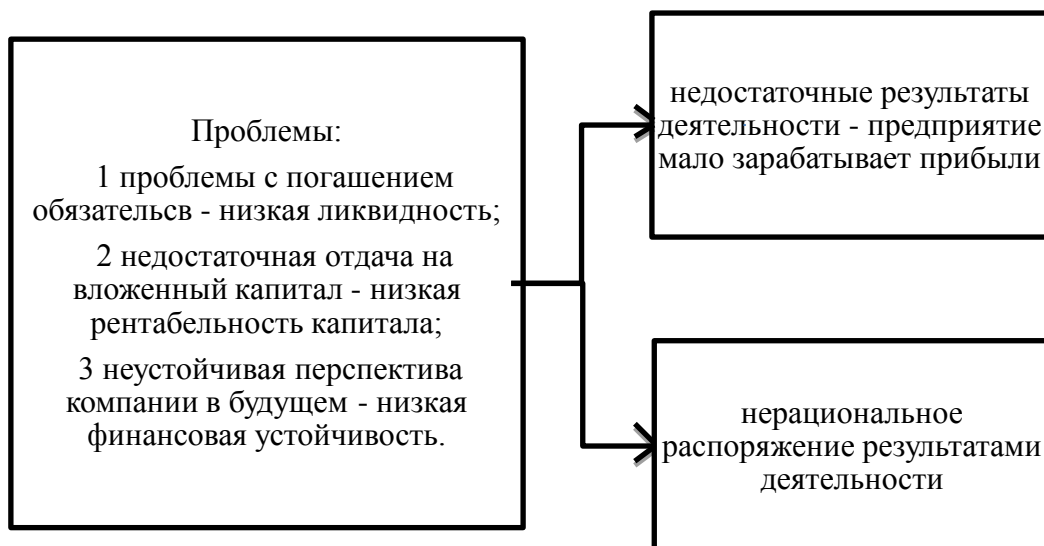 Проблемы:
1 проблемы с погашением
обязательсв - низкая ликвидность;
2 недостаточная отдача на
вложенный капитал - низкая
рентабельность капитала;
3 неустойчивая перспектива
компании в будущем - низкая
финансовая устойчивость.
недостаточные результаты
деятельности - предприятие
мало зарабатывает прибыли
нерациональное
распоряжение результатами
деятельности